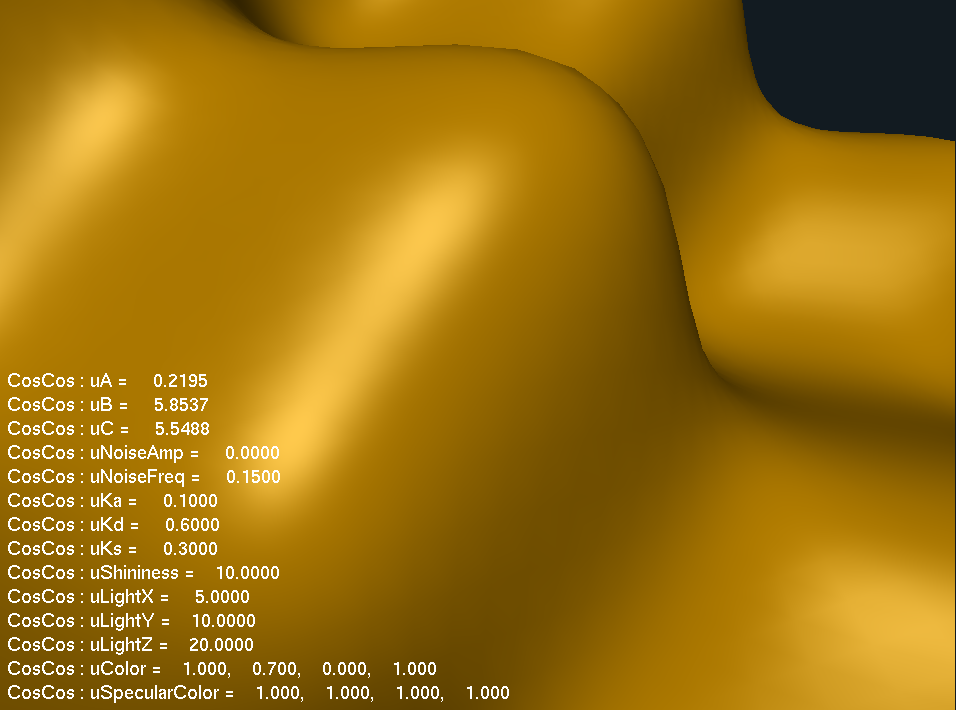 CosCos : uA = 0.2195
CosCos : uB = 5.8537
CosCos : uC = 5.5488
CosCos : uNoiseAmp = 0.0000
CosCos : uNoiseFreq = 0.1500
CosCos : uKa = 0.1000
CosCos : uKd = 0.6000
CosCos : uKs = 0.3000
CosCos : uShininess = 10.0000
CosCos : uLightX = 5.0000
CosCos : uLightY = 10.0000
CosCos : uLightZ = 20.0000
CosCos : uColor = 1.000, 0.700, 0.000, 1.000
CosCos : uSpecularColor = 1.000, 1.000, 1.000, 1.000